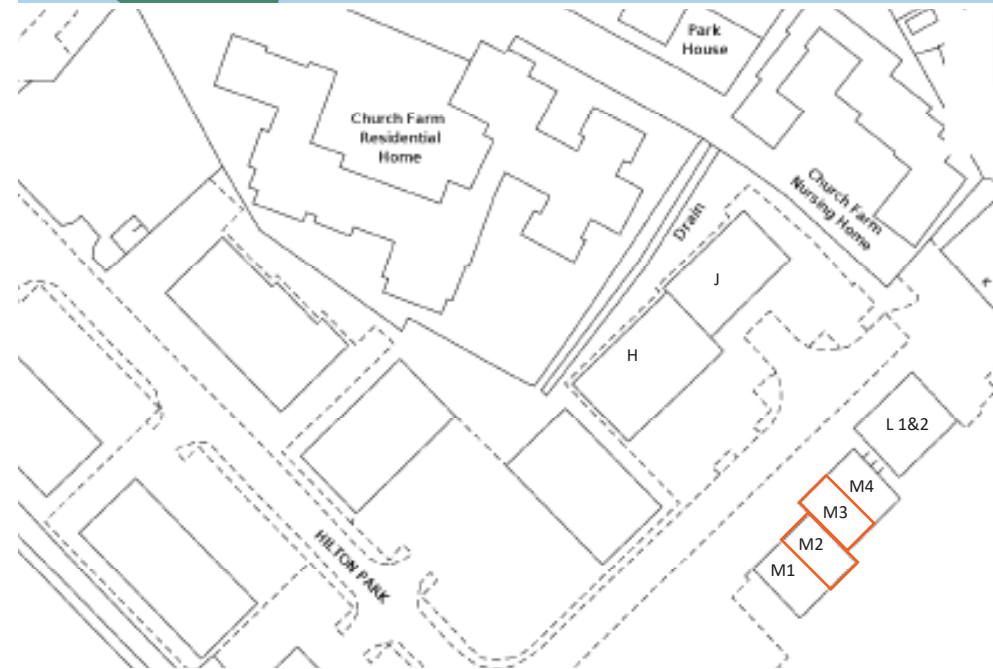 Park
House
Church Farm
Residential
Home
Church Farm
Nursing Home
Drain
J
K
H
L 1&2
M4
M3
M2
M1
HILTON PARK